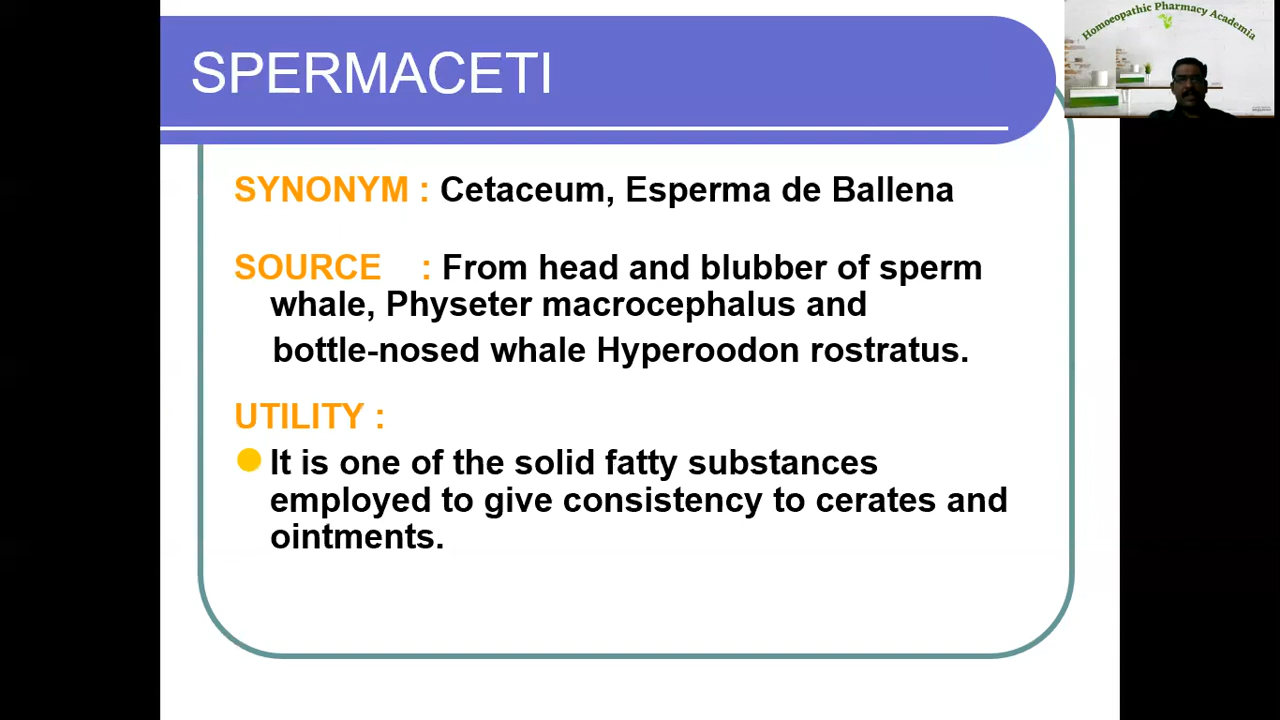 SPERMACETI
Homoeopathic Pharmacy Academia
SYNONYM : Cetaceum, Esperma de Ballena
SOURCE : From head and blubber of sperm
whale, Physeter macrocephalus and
bottle-nosed whale Hyperoodon rostratus.
UTILITY :
It is one of the solid fatty substances
employed to give consistency to cerates and
ointments.